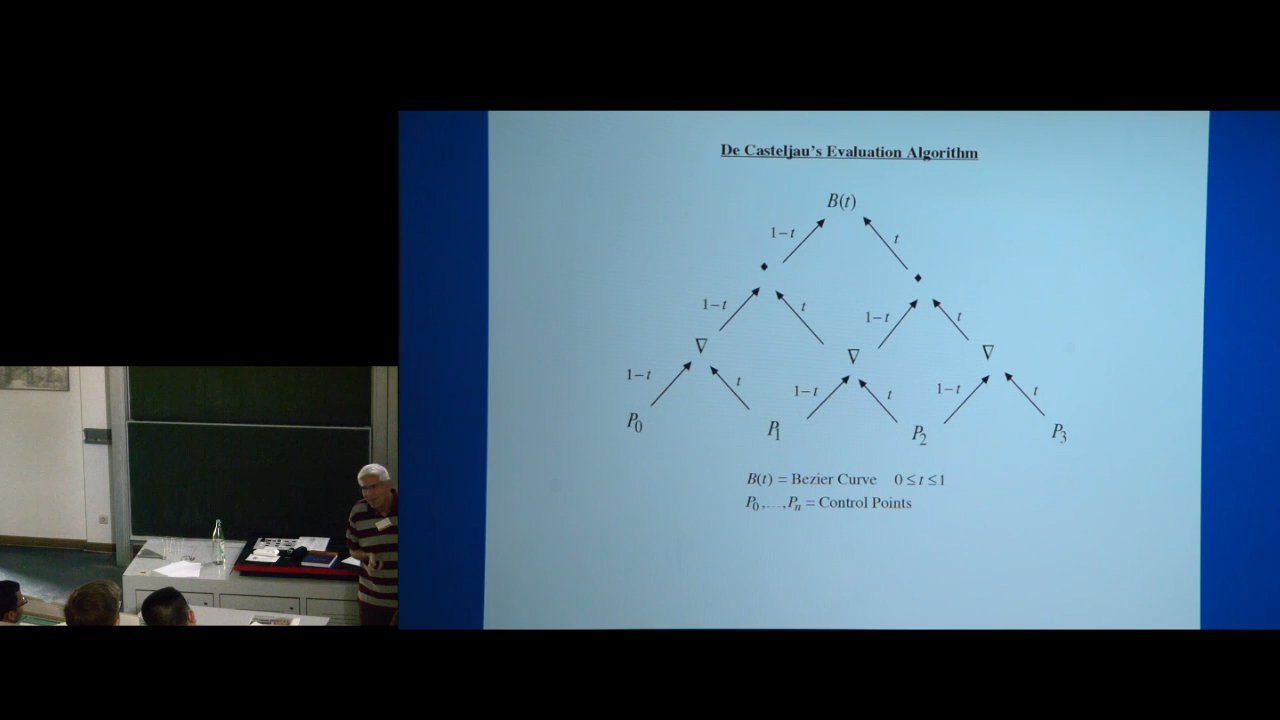 De Casteljau's Evaluation Algorithm
B(t)
1−t t
1−t t 1−t t
∇ ∇ ∇
1−t t 1−t t 1−t t
P₀ P₁ P₂ P₃
B(t) = Bezier Curve 0 ≤ t ≤ 1
P₀,…,Pₙ = Control Points